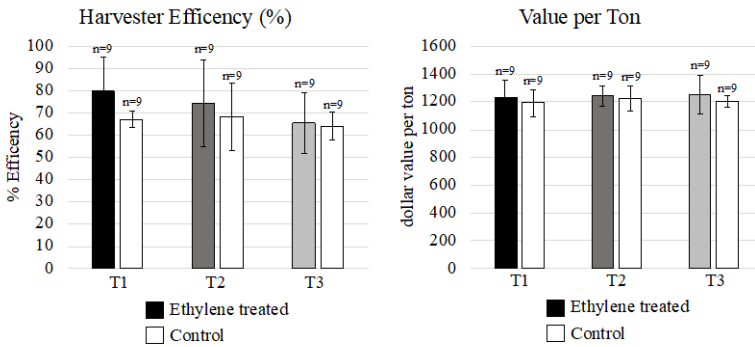 Harvester Efficency (%)
100
90
80
70
60
50
40
30
20
10
0
% Efficency
n=9
n=9
n=9
n=9
n=9
n=9
T1
T2
T3
Ethylene treated
Control
Value per Ton
1600
1400
1200
1000
800
600
400
200
0
dollar value per ton
n=9
n=9
n=9
n=9
n=9
n=9
T1
T2
T3
Ethylene treated
Control